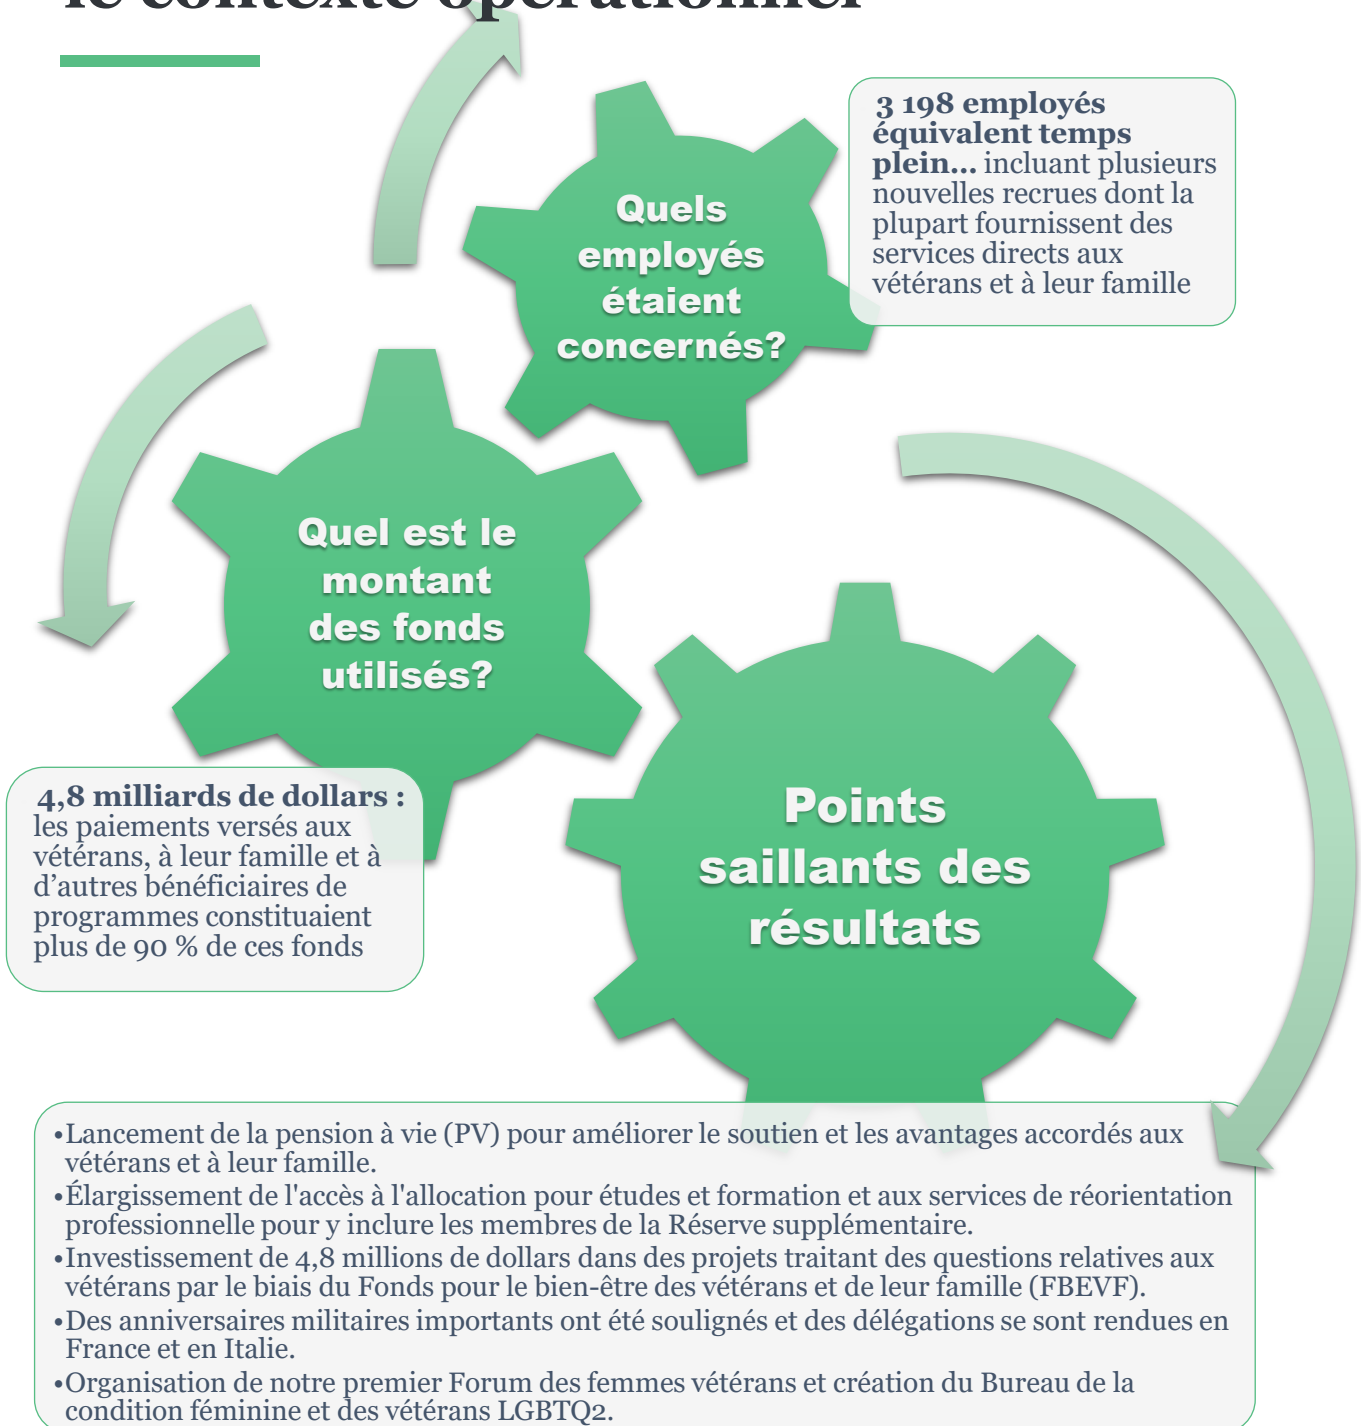 le contexte opérationnel
3 198 employés
équivalent temps
plein... incluant plusieurs
nouvelles recrues dont la
plupart fournissent des
services directs aux
vétérans et à leur famille
Quels
employés
étaient
concernés?
Quel est le
montant
des fonds
utilisés?
4,8 milliards de dollars :
les paiements versés aux
vétérans, à leur famille et à
d’autres bénéficiaires de
programmes constituaient
plus de 90 % de ces fonds
Points
saillants des
résultats
•Lancement de la pension à vie (PV) pour améliorer le soutien et les avantages accordés aux
vétérans et à leur famille.
•Élargissement de l'accès à l'allocation pour études et formation et aux services de réorientation
professionnelle pour y inclure les membres de la Réserve supplémentaire.
•Investissement de 4,8 millions de dollars dans des projets traitant des questions relatives aux
vétérans par le biais du Fonds pour le bien-être des vétérans et de leur famille (FBEVF).
•Des anniversaires militaires importants ont été soulignés et des délégations se sont rendues en
France et en Italie.
•Organisation de notre premier Forum des femmes vétérans et création du Bureau de la
condition féminine et des vétérans LGBTQ2.